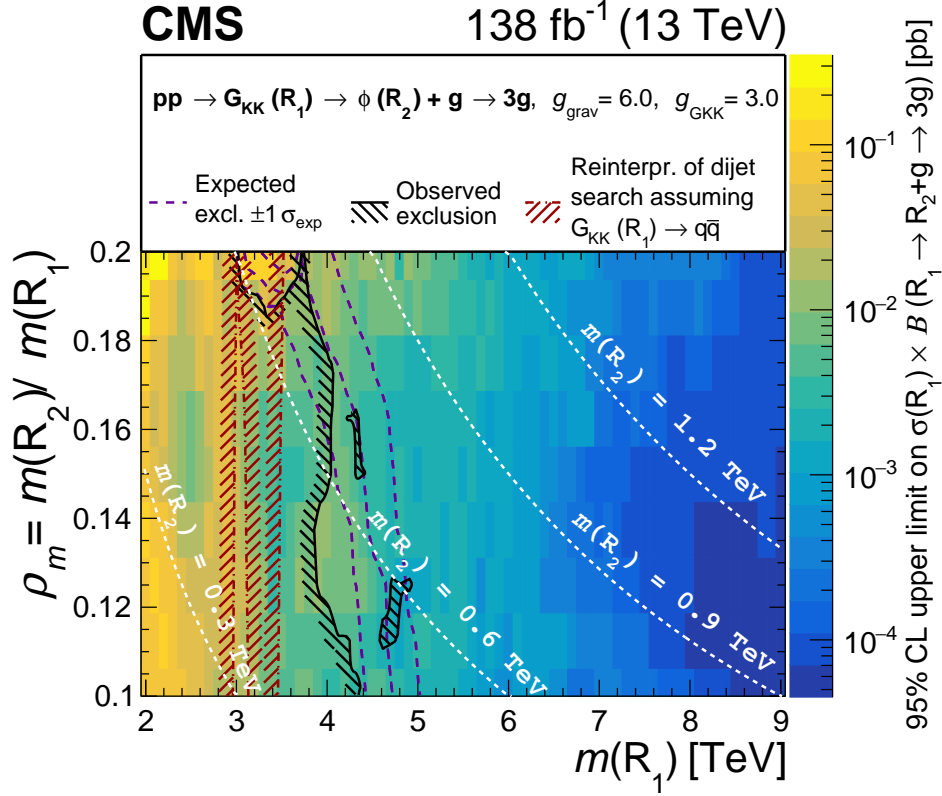 CMS 138 fb⁻¹ (13 TeV)
pp → G_KK (R₁) → ϕ (R₂) + g → 3g, g_grav = 6.0, g_GKK = 3.0
Expected excl. ±1 σ_exp
Observed exclusion
Reinterpr. of dijet search assuming G_KK (R₁) → qq̅
ρ_m = m(R₂)/ m(R₁)
0.2
0.18
0.16
0.14
0.12
0.1
m(R₂) = 0.3 TeV
m(R₂) = 0.6 TeV
m(R₂) = 0.9 TeV
m(R₂) = 1.2 TeV
2 3 4 5 6 7 8 9
m(R₁) [TeV]
10⁻¹
10⁻²
10⁻³
10⁻⁴
95% CL upper limit on σ(R₁) × B (R₁ → R₂+g → 3g) [pb]